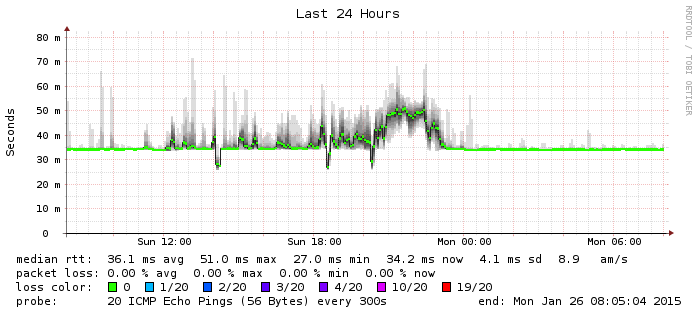 Last 24 Hours
RRDTOOL / TOBI OETIKER
Seconds
80 m
70 m
60 m
50 m
40 m
30 m
20 m
10 m
0
Sun 12:00 Sun 18:00 Mon 00:00 Mon 06:00
median rtt: 36.1 ms avg 51.0 ms max 27.0 ms min 34.2 ms now 4.1 ms sd 8.9 am/s
packet loss: 0.00 % avg 0.00 % max 0.00 % min 0.00 % now
loss color: 0 1/20 2/20 3/20 4/20 10/20 19/20
probe: 20 ICMP Echo Pings (56 Bytes) every 300s end: Mon Jan 26 08:05:04 2015